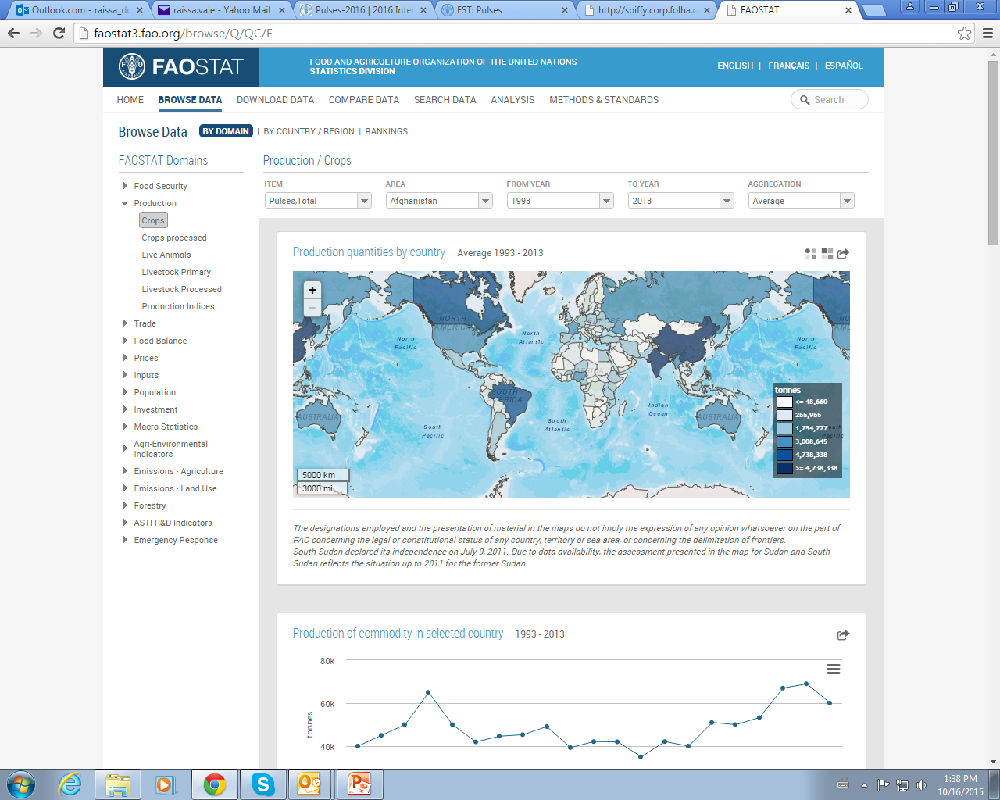 Outlook.com - raissa_do
raissa.vale - Yahoo Mail
Pulses-2016 | 2016 Inter
EST: Pulses
http://spiffy.corp.folha.c
FAOSTAT
faostat3.fao.org/browse/Q/QC/E
FAOSTAT
FOOD AND AGRICULTURE ORGANIZATION OF THE UNITED NATIONS
STATISTICS DIVISION
ENGLISH | FRANÇAIS | ESPAÑOL
HOME BROWSE DATA DOWNLOAD DATA COMPARE DATA SEARCH DATA ANALYSIS METHODS & STANDARDS
Search
Browse Data BY DOMAIN | BY COUNTRY / REGION | RANKINGS
FAOSTAT Domains
Food Security
Production
Crops
Crops processed
Live Animals
Livestock Primary
Livestock Processed
Production Indices
Trade
Food Balance
Prices
Inputs
Population
Investment
Macro-Statistics
Agri-Environmental
Indicators
Emissions - Agriculture
Emissions - Land Use
Forestry
ASTI R&D Indicators
Emergency Response
Production / Crops
ITEM AREA FROM YEAR TO YEAR AGGREGATION
Pulses,Total Afghanistan 1993 2013 Average
Production quantities by country Average 1993 - 2013
+
−
NORTH
AMERICA
North
Pacific
North
Atlantic
EUROPE
AFRICA
North
Pacific
SOUTH
AMERICA
AUSTRALIA
South
Pacific
South
Atlantic
Indian
Ocean
AUSTRALIA
South
Pacific
tonnes
<= 48,660
255,955
1,754,727
3,008,645
4,738,338
>= 4,738,338
5000 km
3000 mi
The designations employed and the presentation of material in the maps do not imply the expression of any opinion whatsoever on the part of
FAO concerning the legal or constitutional status of any country, territory or sea area, or concerning the delimitation of frontiers.
South Sudan declared its independence on July 9, 2011. Due to data availability, the assessment presented in the map for Sudan and South
Sudan reflects the situation up to 2011 for the former Sudan.
Production of commodity in selected country 1993 - 2013
80k
60k
40k
tonnes
1:38 PM
10/16/2015